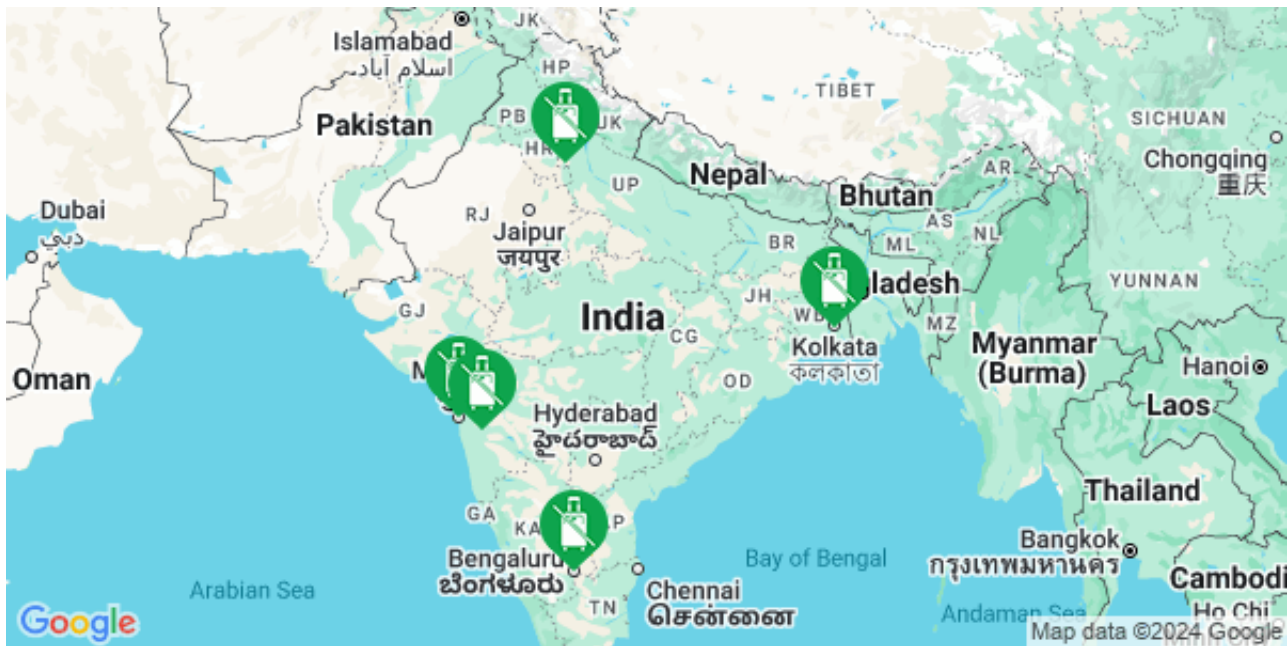 JK
Islamabad
اسلام آباد
HP
TIBET
PB
JK
SICHUAN
Pakistan
HR
Chongqing
重庆
Nepal
AR
UP
Bhutan
Dubai
دبي
RJ
Jaipur
जयपुर
AS
NL
BR
ML
YUNNAN
GJ
India
JH
WB
MZ
CG
Kolkata
কলকাতা
Myanmar
(Burma)
Hanoi
Oman
OD
Laos
Hyderabad
హైదరాబాద్
Thailand
GA
KA
Bengaluru
ಬೆಂಗಳೂರು
Bay of Bengal
Bangkok
กรุงเทพมหานคร
Arabian Sea
Chennai
சென்னை
TN
Andaman Sea
Ho Chi
Google
Map data ©2024 Google